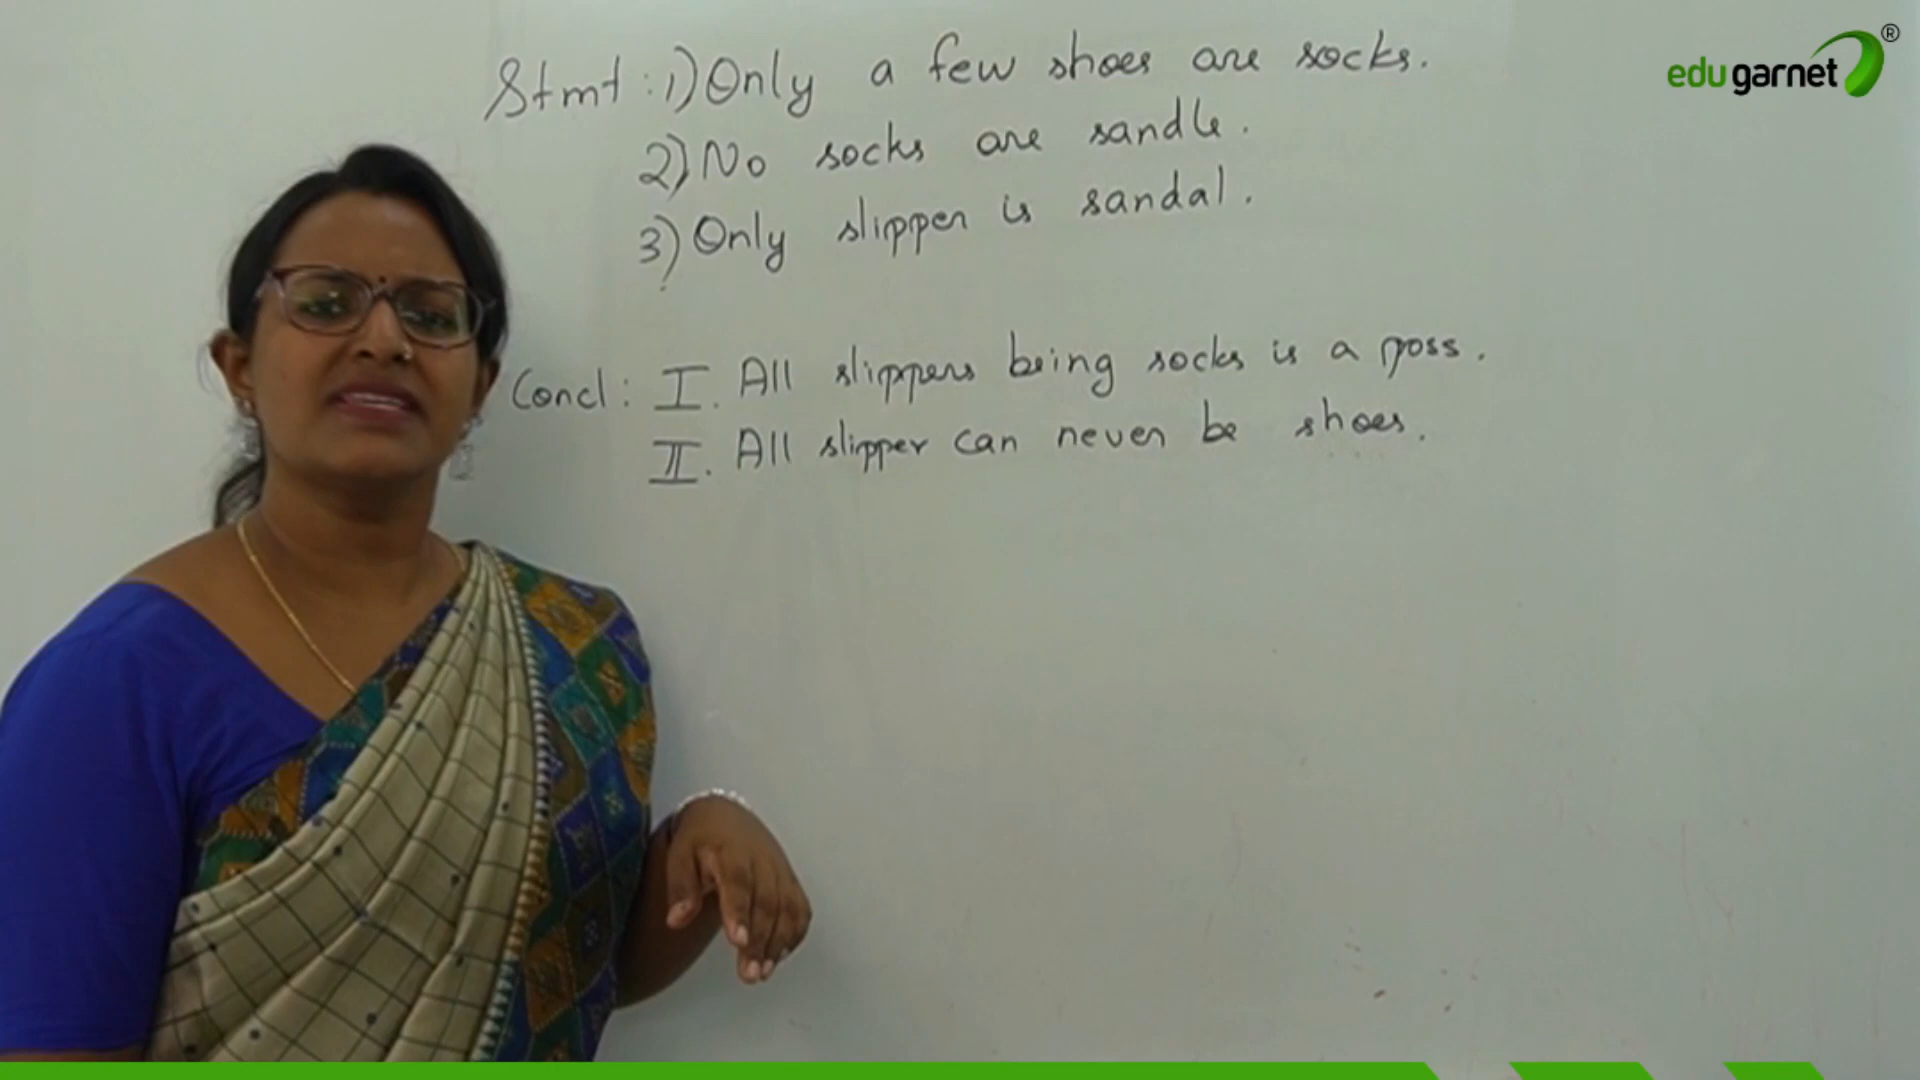 edugarnet®
Stmt : 1) Only a few shoes are socks.
2) No socks are sandle.
3) Only slipper is sandal.
Concl : I. All slippers being socks is a poss.
II. All slipper can never be shoes.